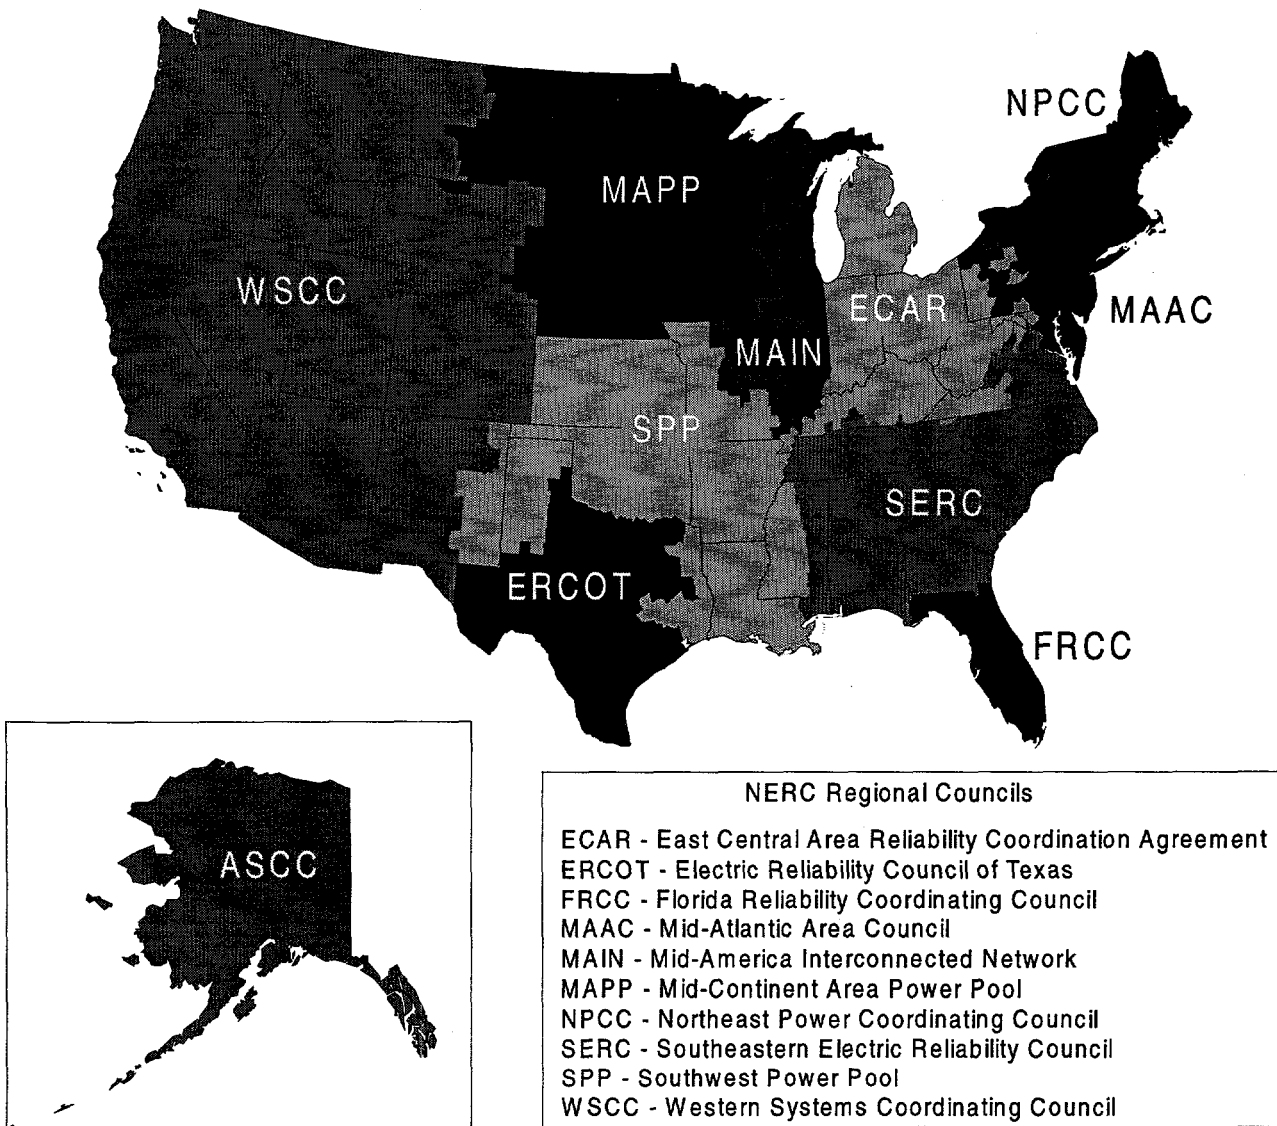 NPCC
MAPP
WSCC
ECAR
MAAC
MAIN
SPP
SERC
ERCOT
FRCC
ASCC
NERC Regional Councils
ECAR - East Central Area Reliability Coordination Agreement
ERCOT - Electric Reliability Council of Texas
FRCC - Florida Reliability Coordinating Council
MAAC - Mid-Atlantic Area Council
MAIN - Mid-America Interconnected Network
MAPP - Mid-Continent Area Power Pool
NPCC - Northeast Power Coordinating Council
SERC - Southeastern Electric Reliability Council
SPP - Southwest Power Pool
WSCC - Western Systems Coordinating Council